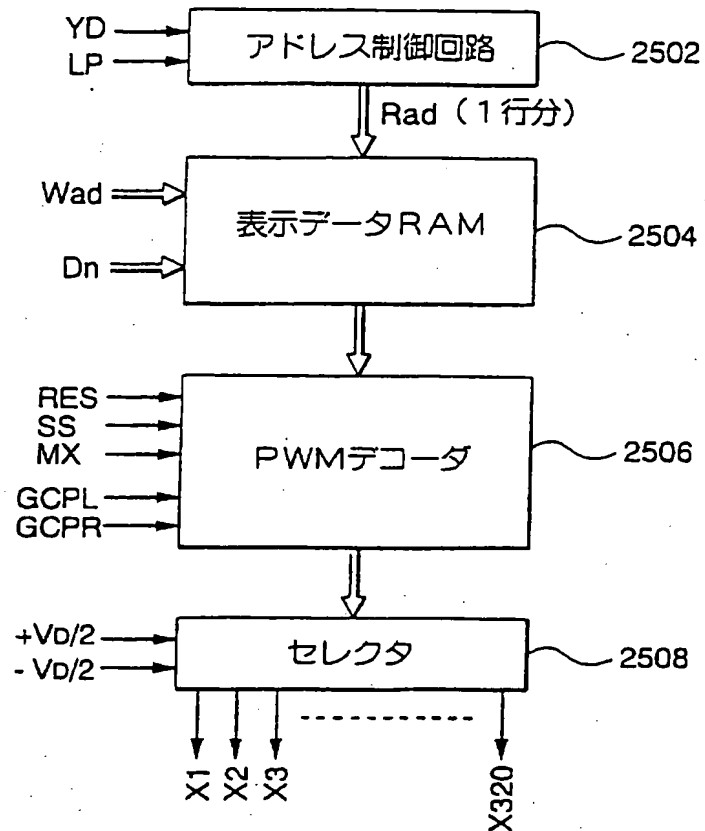 YD
LP
アドレス制御回路
2502
Rad（1行分）
Wad
Dn
表示データRAM
2504
RES
SS
MX
GCPL
GCPR
PWMデコーダ
2506
+VD/2
-VD/2
セレクタ
2508
X1
X2
X3
X320